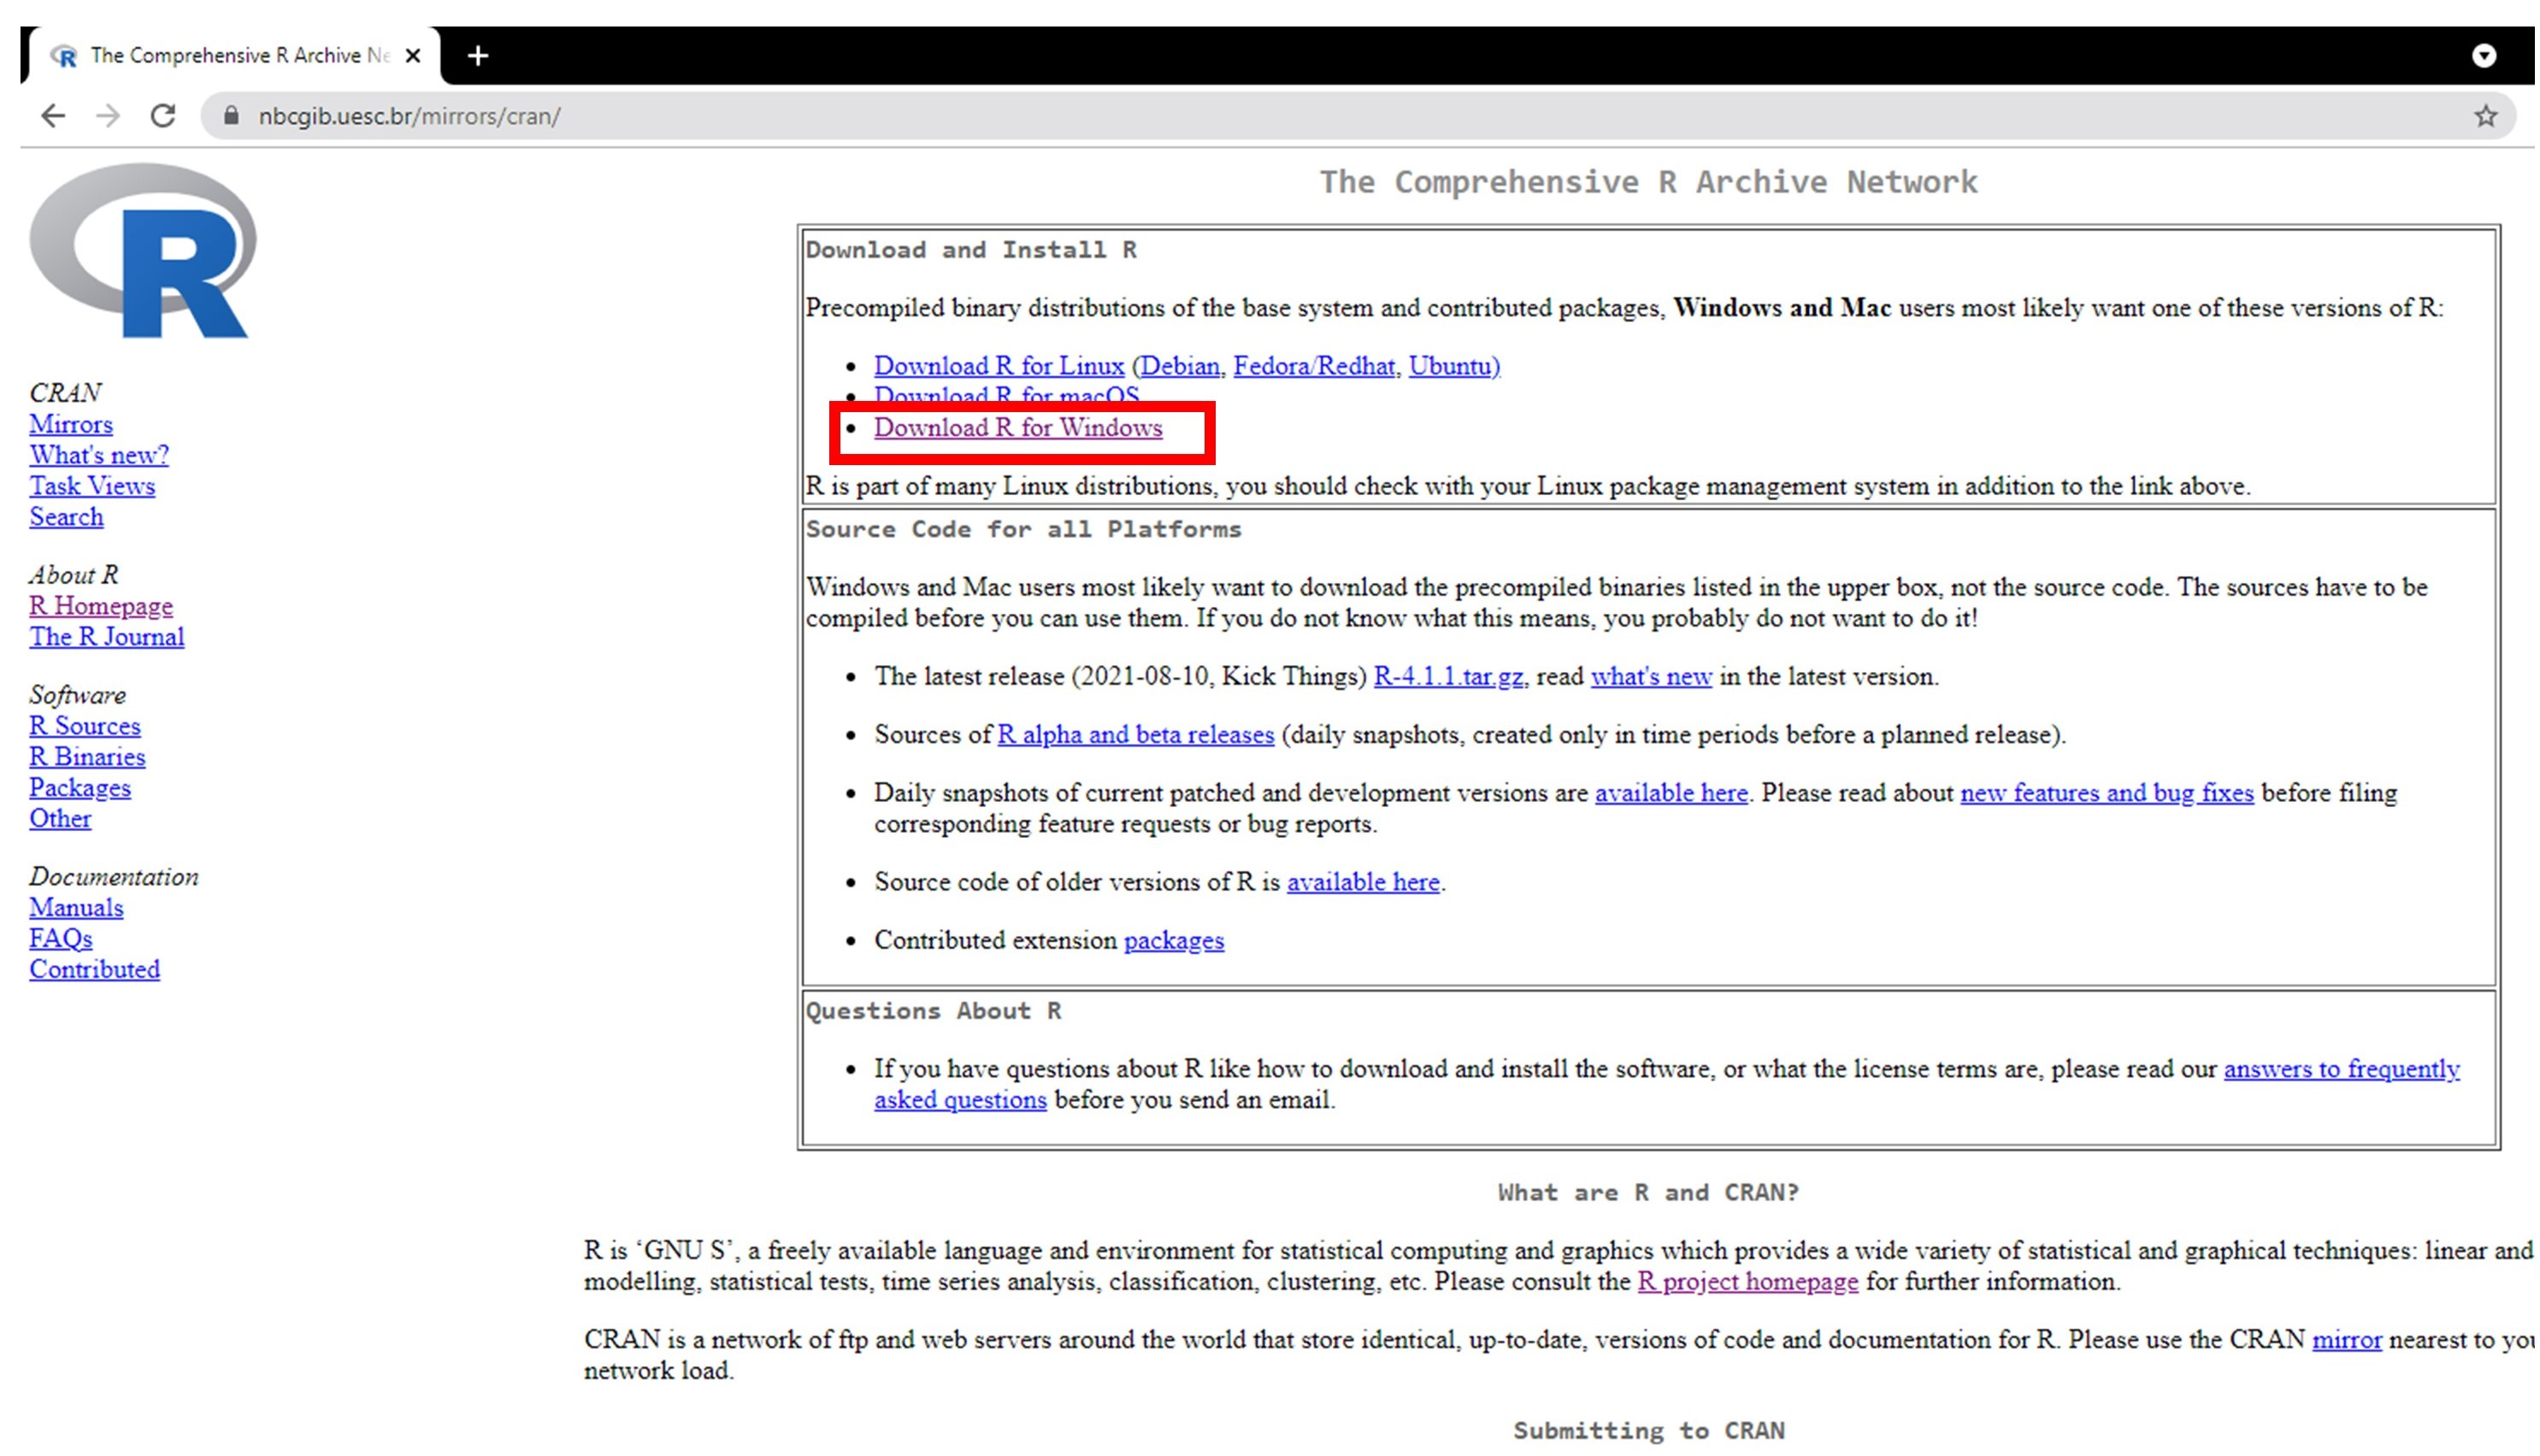 The Comprehensive R Archive Ne
nbcgib.uesc.br/mirrors/cran/
R
CRAN
Mirrors
What's new?
Task Views
Search
About R
R Homepage
The R Journal
Software
R Sources
R Binaries
Packages
Other
Documentation
Manuals
FAQs
Contributed
The Comprehensive R Archive Network
Download and Install R
Precompiled binary distributions of the base system and contributed packages, Windows and Mac users most likely want one of these versions of R:
• Download R for Linux (Debian, Fedora/Redhat, Ubuntu)
• Download R for macOS
• Download R for Windows
R is part of many Linux distributions, you should check with your Linux package management system in addition to the link above.
Source Code for all Platforms
Windows and Mac users most likely want to download the precompiled binaries listed in the upper box, not the source code. The sources have to be
compiled before you can use them. If you do not know what this means, you probably do not want to do it!
• The latest release (2021-08-10, Kick Things) R-4.1.1.tar.gz, read what's new in the latest version.
• Sources of R alpha and beta releases (daily snapshots, created only in time periods before a planned release).
• Daily snapshots of current patched and development versions are available here. Please read about new features and bug fixes before filing
corresponding feature requests or bug reports.
• Source code of older versions of R is available here.
• Contributed extension packages
Questions About R
• If you have questions about R like how to download and install the software, or what the license terms are, please read our answers to frequently
asked questions before you send an email.
What are R and CRAN?
R is ‘GNU S’, a freely available language and environment for statistical computing and graphics which provides a wide variety of statistical and graphical techniques: linear and
modelling, statistical tests, time series analysis, classification, clustering, etc. Please consult the R project homepage for further information.
CRAN is a network of ftp and web servers around the world that store identical, up-to-date, versions of code and documentation for R. Please use the CRAN mirror nearest to you
network load.
Submitting to CRAN